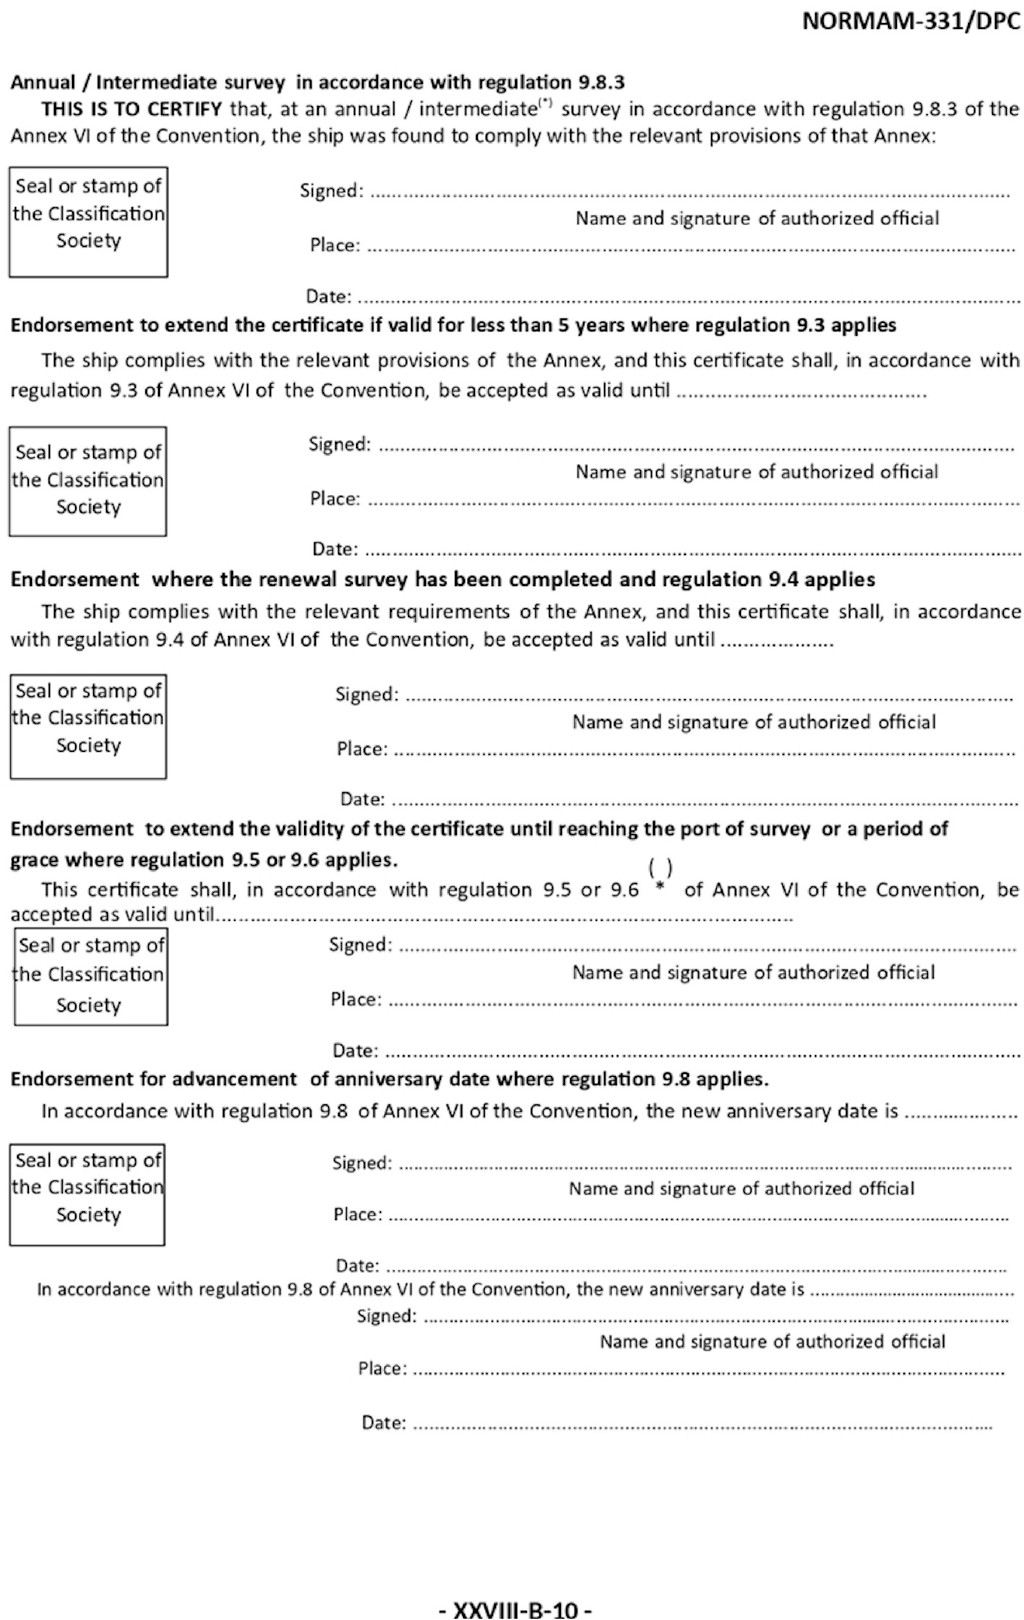 NORMAM-331/DPC
Annual / Intermediate survey in accordance with regulation 9.8.3
THIS IS TO CERTIFY that, at an annual / intermediate(*) survey in accordance with regulation 9.8.3 of the
Annex VI of the Convention, the ship was found to comply with the relevant provisions of that Annex:
Seal or stamp of
the Classification
Society
Signed: ....................................................................................................
Name and signature of authorized official
Place: ....................................................................................................
Date: ....................................................................................................
Endorsement to extend the certificate if valid for less than 5 years where regulation 9.3 applies
The ship complies with the relevant provisions of the Annex, and this certificate shall, in accordance with
regulation 9.3 of Annex VI of the Convention, be accepted as valid until ............................................
Seal or stamp of
the Classification
Society
Signed: ....................................................................................................
Name and signature of authorized official
Place: ....................................................................................................
Date: ....................................................................................................
Endorsement where the renewal survey has been completed and regulation 9.4 applies
The ship complies with the relevant requirements of the Annex, and this certificate shall, in accordance
with regulation 9.4 of Annex VI of the Convention, be accepted as valid until ....................
Seal or stamp of
the Classification
Society
Signed: ....................................................................................................
Name and signature of authorized official
Place: ....................................................................................................
Date: ....................................................................................................
Endorsement to extend the validity of the certificate until reaching the port of survey or a period of
grace where regulation 9.5 or 9.6 applies.
This certificate shall, in accordance with regulation 9.5 or 9.6 (*) of Annex VI of the Convention, be
accepted as valid until....................................................................................................
Seal or stamp of
the Classification
Society
Signed: ....................................................................................................
Name and signature of authorized official
Place: ....................................................................................................
Date: ....................................................................................................
Endorsement for advancement of anniversary date where regulation 9.8 applies.
In accordance with regulation 9.8 of Annex VI of the Convention, the new anniversary date is ....................
Seal or stamp of
the Classification
Society
Signed: ....................................................................................................
Name and signature of authorized official
Place: ....................................................................................................
Date: ....................................................................................................
In accordance with regulation 9.8 of Annex VI of the Convention, the new anniversary date is ............................................
Signed: ....................................................................................................
Name and signature of authorized official
Place: ....................................................................................................
Date: ....................................................................................................
- XXVIII-B-10 -